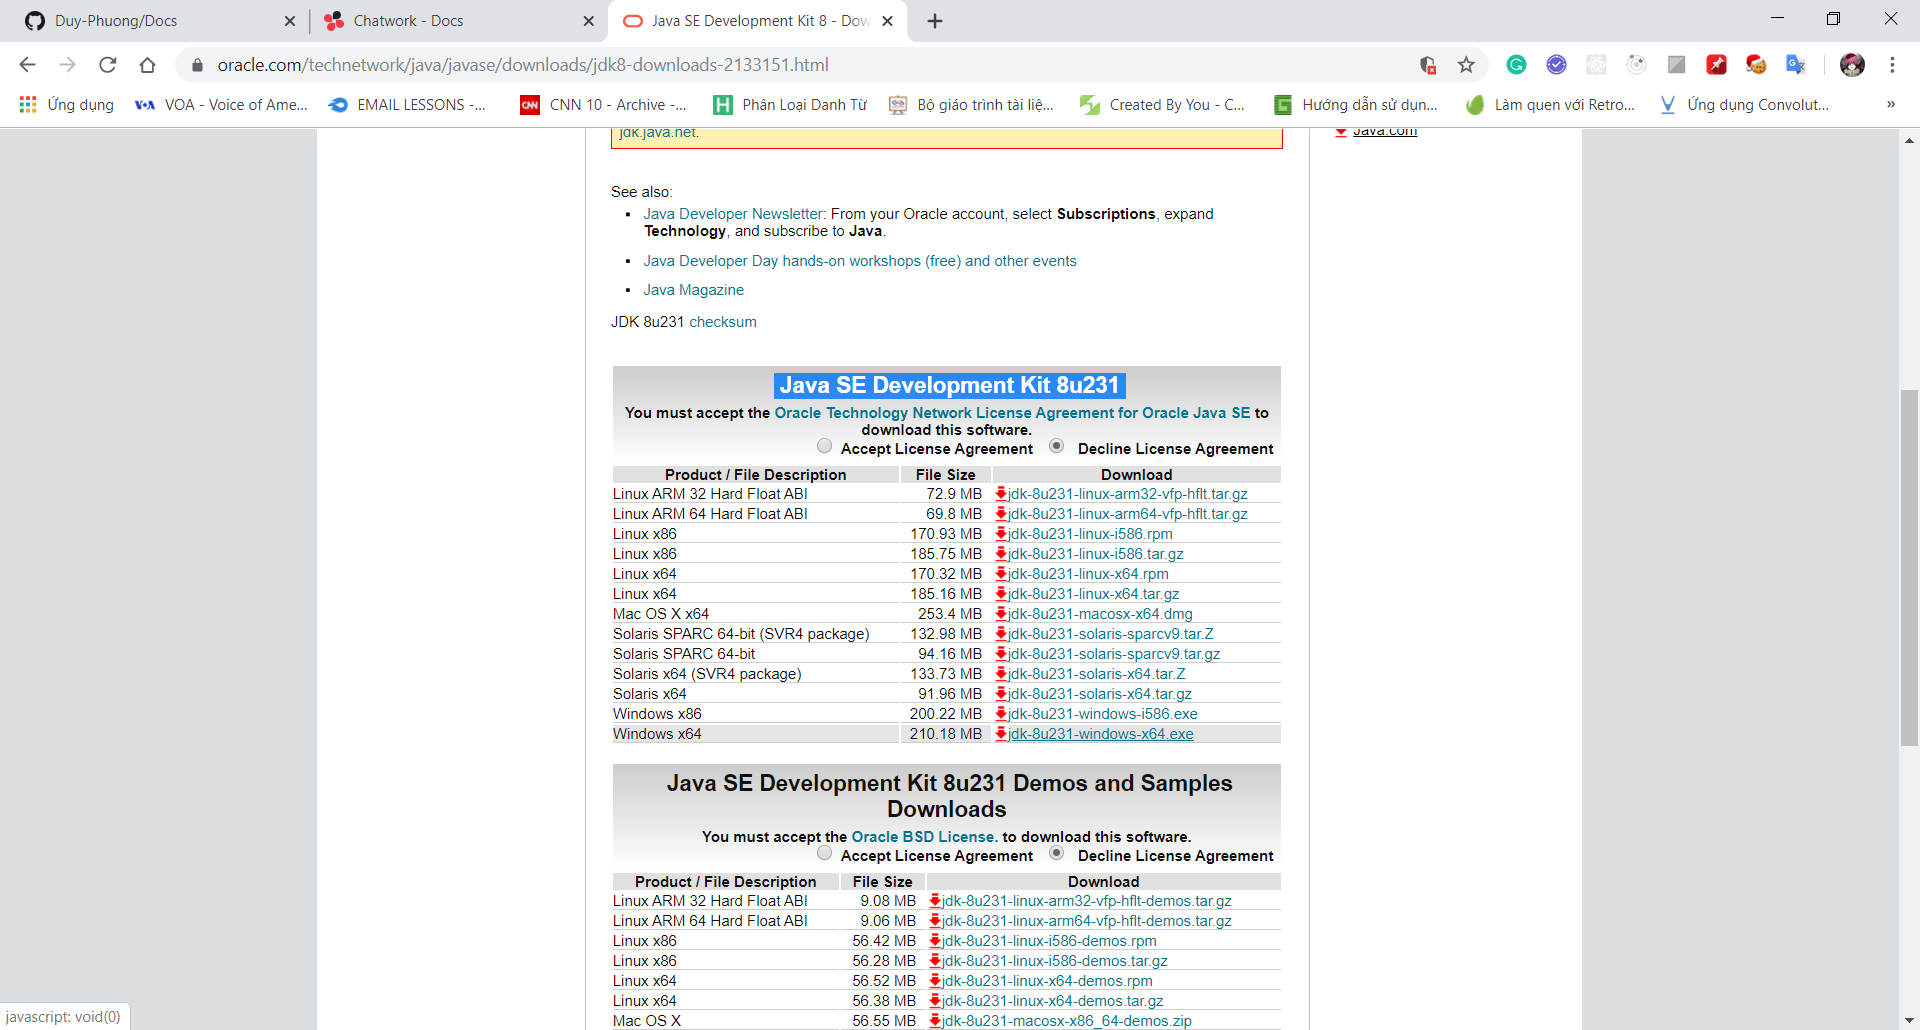 Duy-Phuong/Docs
Chatwork - Docs
Java SE Development Kit 8 - Dow
oracle.com/technetwork/java/javase/downloads/jdk8-downloads-2133151.html
Ứng dụng
VOA - Voice of Ame...
EMAIL LESSONS -...
CNN 10 - Archive -...
Phân Loại Danh Từ
Bộ giáo trình tài liệ...
Created By You - C...
Hướng dẫn sử dụn...
Làm quen với Retro...
Ứng dụng Convolut...
»
jdk.java.net.
Java.com
See also:
Java Developer Newsletter: From your Oracle account, select Subscriptions, expand
Technology, and subscribe to Java.
Java Developer Day hands-on workshops (free) and other events
Java Magazine
JDK 8u231 checksum
Java SE Development Kit 8u231
You must accept the Oracle Technology Network License Agreement for Oracle Java SE to
download this software.
Accept License Agreement Decline License Agreement
Product / File Description File Size Download
Linux ARM 32 Hard Float ABI 72.9 MB jdk-8u231-linux-arm32-vfp-hflt.tar.gz
Linux ARM 64 Hard Float ABI 69.8 MB jdk-8u231-linux-arm64-vfp-hflt.tar.gz
Linux x86 170.93 MB jdk-8u231-linux-i586.rpm
Linux x86 185.75 MB jdk-8u231-linux-i586.tar.gz
Linux x64 170.32 MB jdk-8u231-linux-x64.rpm
Linux x64 185.16 MB jdk-8u231-linux-x64.tar.gz
Mac OS X x64 253.4 MB jdk-8u231-macosx-x64.dmg
Solaris SPARC 64-bit (SVR4 package) 132.98 MB jdk-8u231-solaris-sparcv9.tar.Z
Solaris SPARC 64-bit 94.16 MB jdk-8u231-solaris-sparcv9.tar.gz
Solaris x64 (SVR4 package) 133.73 MB jdk-8u231-solaris-x64.tar.Z
Solaris x64 91.96 MB jdk-8u231-solaris-x64.tar.gz
Windows x86 200.22 MB jdk-8u231-windows-i586.exe
Windows x64 210.18 MB jdk-8u231-windows-x64.exe
Java SE Development Kit 8u231 Demos and Samples
Downloads
You must accept the Oracle BSD License. to download this software.
Accept License Agreement Decline License Agreement
Product / File Description File Size Download
Linux ARM 32 Hard Float ABI 9.08 MB jdk-8u231-linux-arm32-vfp-hflt-demos.tar.gz
Linux ARM 64 Hard Float ABI 9.06 MB jdk-8u231-linux-arm64-vfp-hflt-demos.tar.gz
Linux x86 56.42 MB jdk-8u231-linux-i586-demos.rpm
Linux x86 56.28 MB jdk-8u231-linux-i586-demos.tar.gz
Linux x64 56.52 MB jdk-8u231-linux-x64-demos.rpm
Linux x64 56.38 MB jdk-8u231-linux-x64-demos.tar.gz
Mac OS X 56.55 MB jdk-8u231-macosx-x86_64-demos.zip
javascript: void(0)